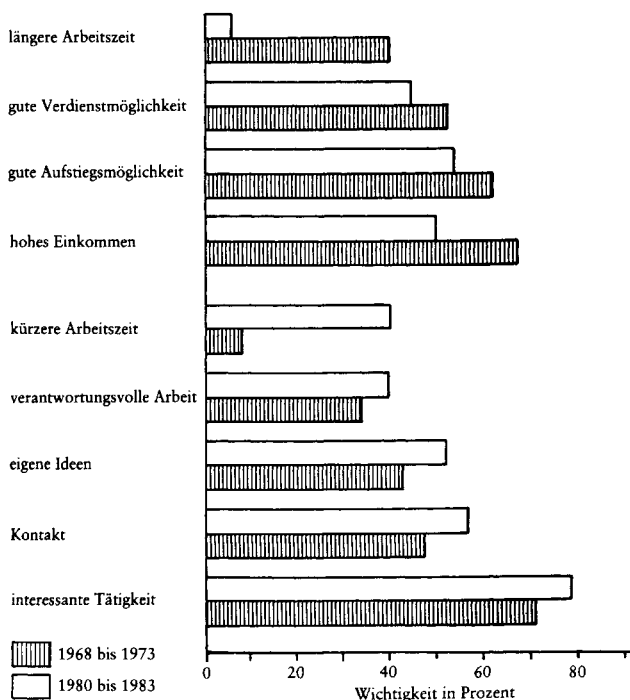 längere Arbeitszeit
gute Verdienstmöglichkeit
gute Aufstiegsmöglichkeit
hohes Einkommen
kürzere Arbeitszeit
verantwortungsvolle Arbeit
eigene Ideen
Kontakt
interessante Tätigkeit
1968 bis 1973
1980 bis 1983
0 20 40 60 80
Wichtigkeit in Prozent